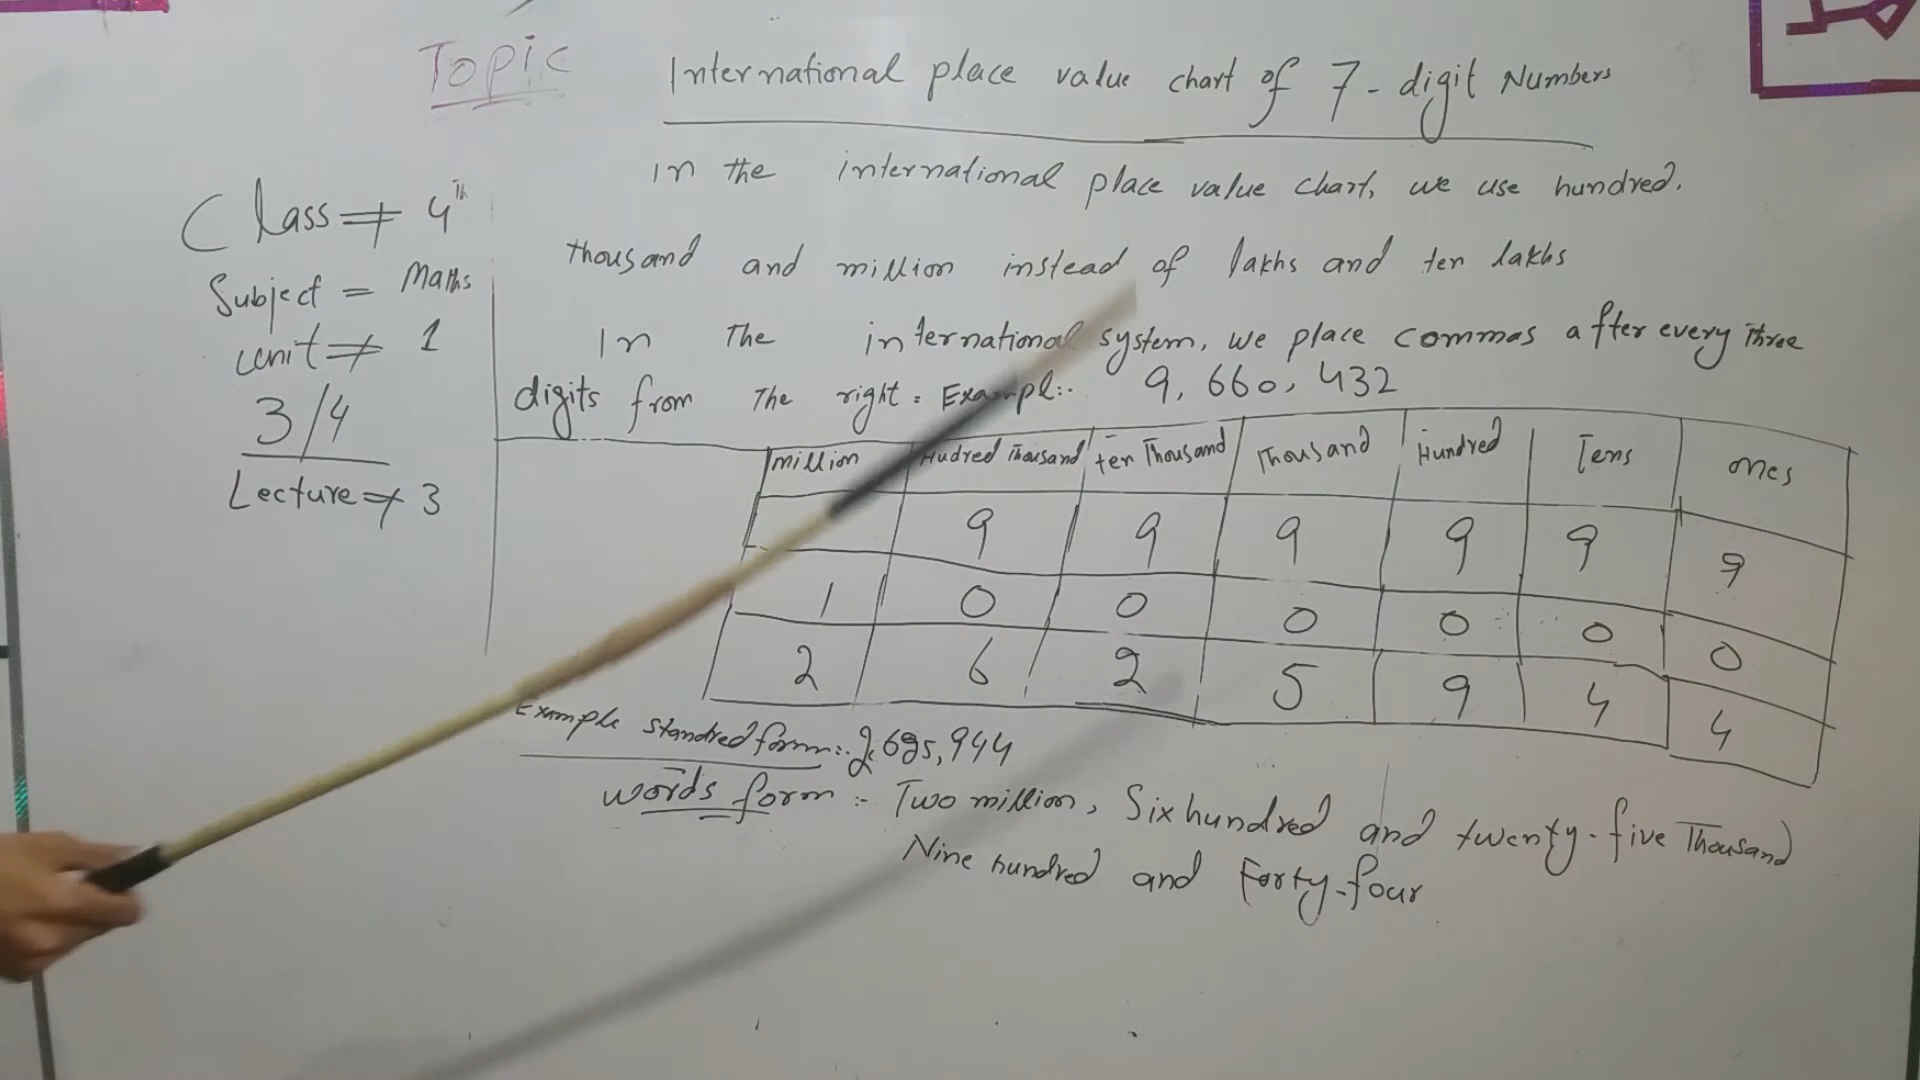 Topic
International place value chart of 7-digit Numbers
in the international place value chart, we use hundred.
thousand and million instead of lakhs and ten lakhs
In the international system, we place commas after every three
digits from the right. Exampl:- 9,660,432
Class ⇒ 4th
Subject = Maths
unit ⇒ 1
3/4
Lecture ⇒ 3
million Hudred Thousand ten Thousand Thousand Hundred Tens ones
9 9 9 9 9 9
1 0 0 0 0 0 0
2 6 2 5 9 4 4
Example standred form:- 2,625,944
words form :- Two million, Six hundred and twenty-five Thousand
Nine hundred and Forty-four